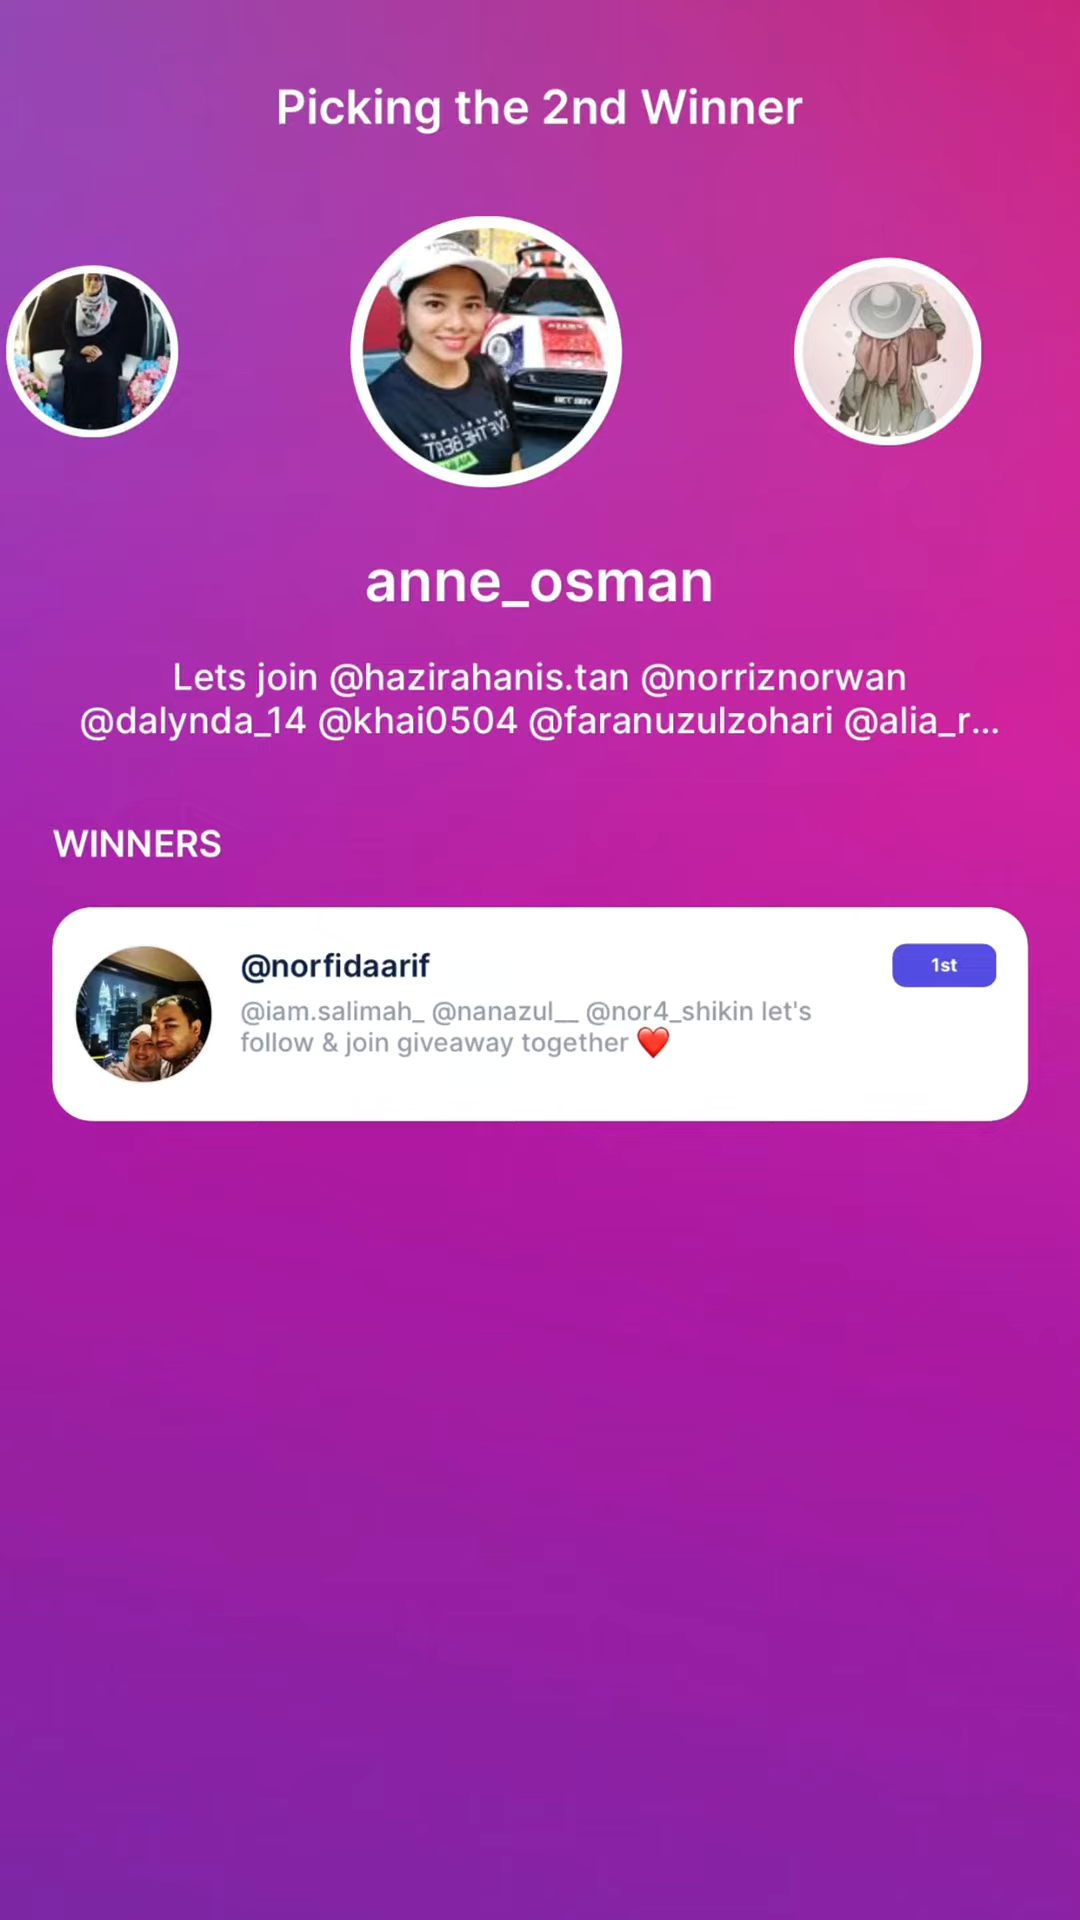 Picking the 2nd Winner
anne_osman
Lets join @hazirahanis.tan @norriznorwan
@dalynda_14 @khai0504 @faranuzulzohari @alia_r...
WINNERS
@norfidaarif
1st
@iam.salimah_ @nanazul__ @nor4_shikin let's
follow & join giveaway together ❤️